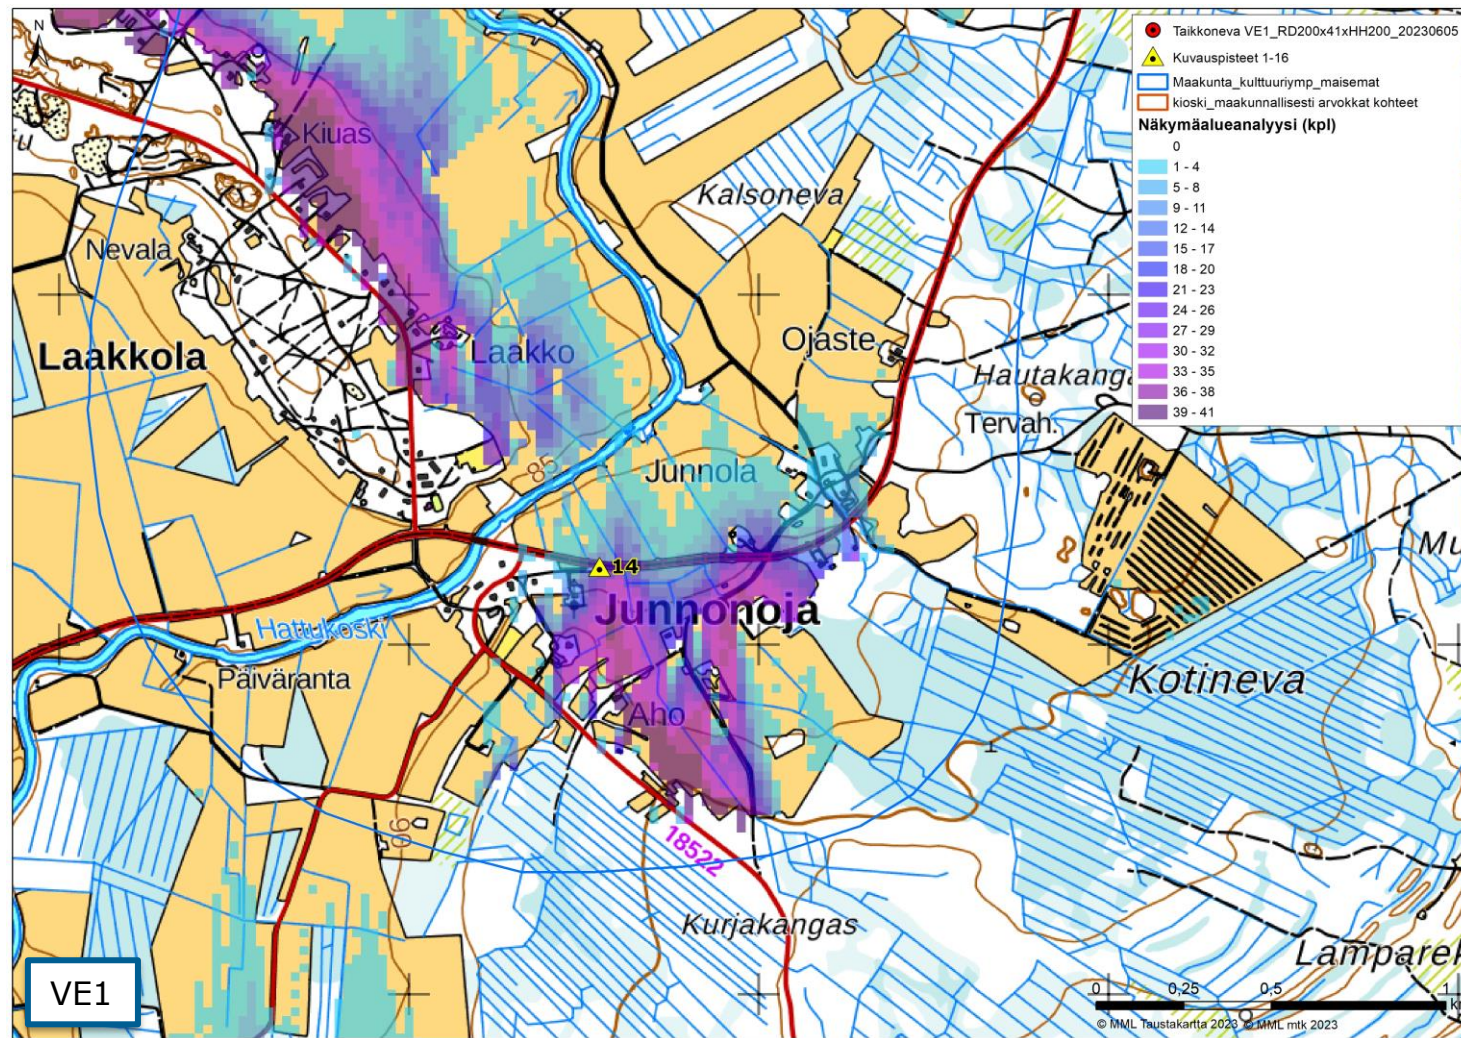 N
Taikkoneva VE1_RD200x41xHH200_20230605
Kuvauspisteet 1-16
Maakunta_kulttuuriymp_maisemat
kioski_maakunnallisesti arvokkat kohteet
Näkymäalueanalyysi (kpl)
0
1 - 4
5 - 8
9 - 11
12 - 14
15 - 17
18 - 20
21 - 23
24 - 26
27 - 29
30 - 32
33 - 35
36 - 38
39 - 41
Kiuas
Kalsoneva
Nevala
Laakkola
Laakko
Ojaste
Hautakanga
Tervah.
Junnola
85
14
Junnonoja
Hattukoski
Päiväranta
Kotineva
Aho
90
18522
Kurjakangas
Lamparek
VE1
0 0,25 0,5 1
© MML Taustakartta 2023 © MML mtk 2023